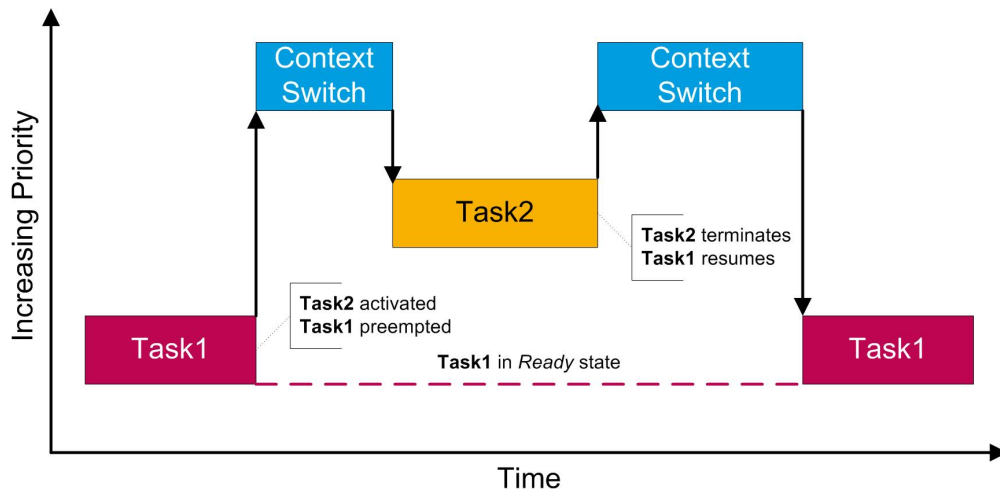 Increasing Priority
Context
Switch
Context
Switch
Task2
Task2 terminates
Task1 resumes
Task2 activated
Task1 preempted
Task1
Task1 in Ready state
Task1
Time